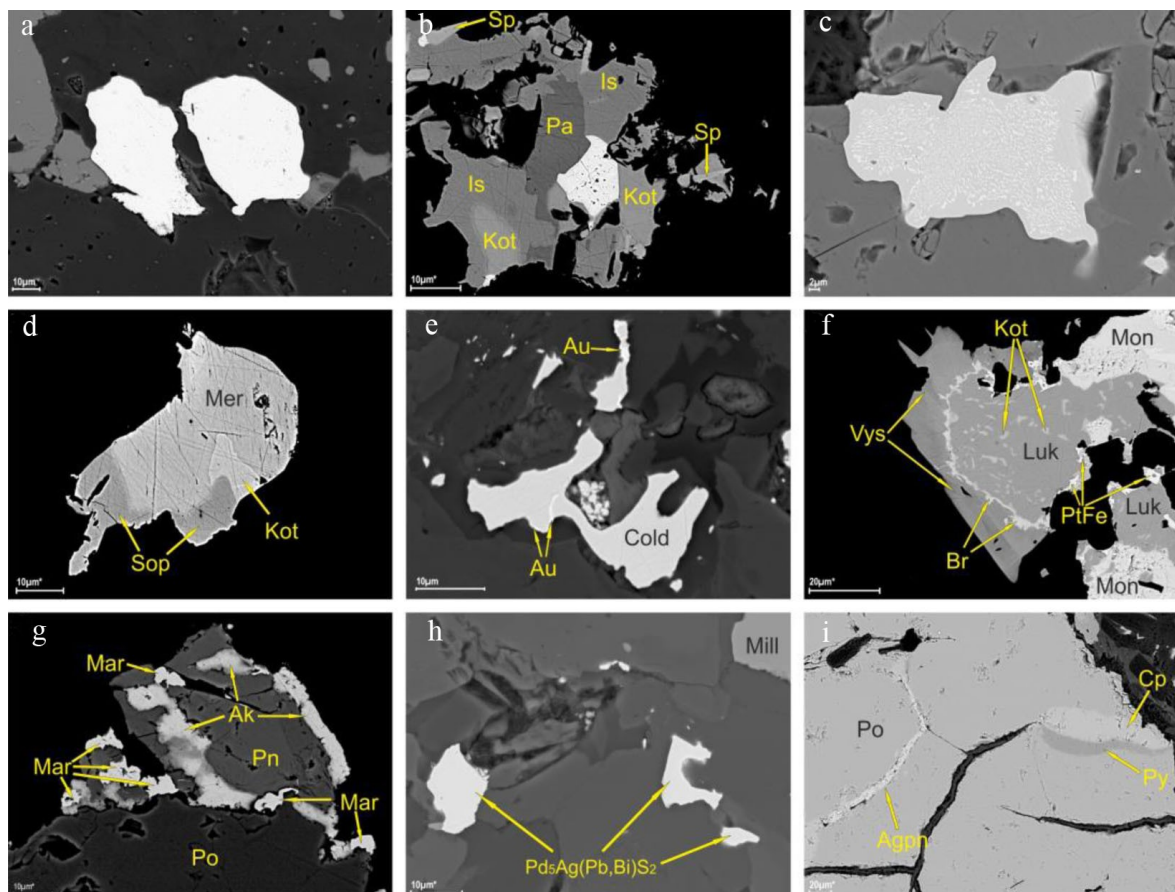 a
10µm
b
Sp
Is
Pa
Sp
Is
Kot
Kot
10µm*
c
2µm
d
Mer
Kot
Sop
10µm*
e
Au
Cold
Au
10µm
f
Kot
Mon
Vys
Luk
PtFe
Luk
Br
Mon
20µm*
g
Mar
Ak
Pn
Mar
Mar
Po
10µm*
h
Mill
Pd₅Ag(Pb,Bi)S₂
10µm
i
Cp
Po
Py
Agpn
20µm